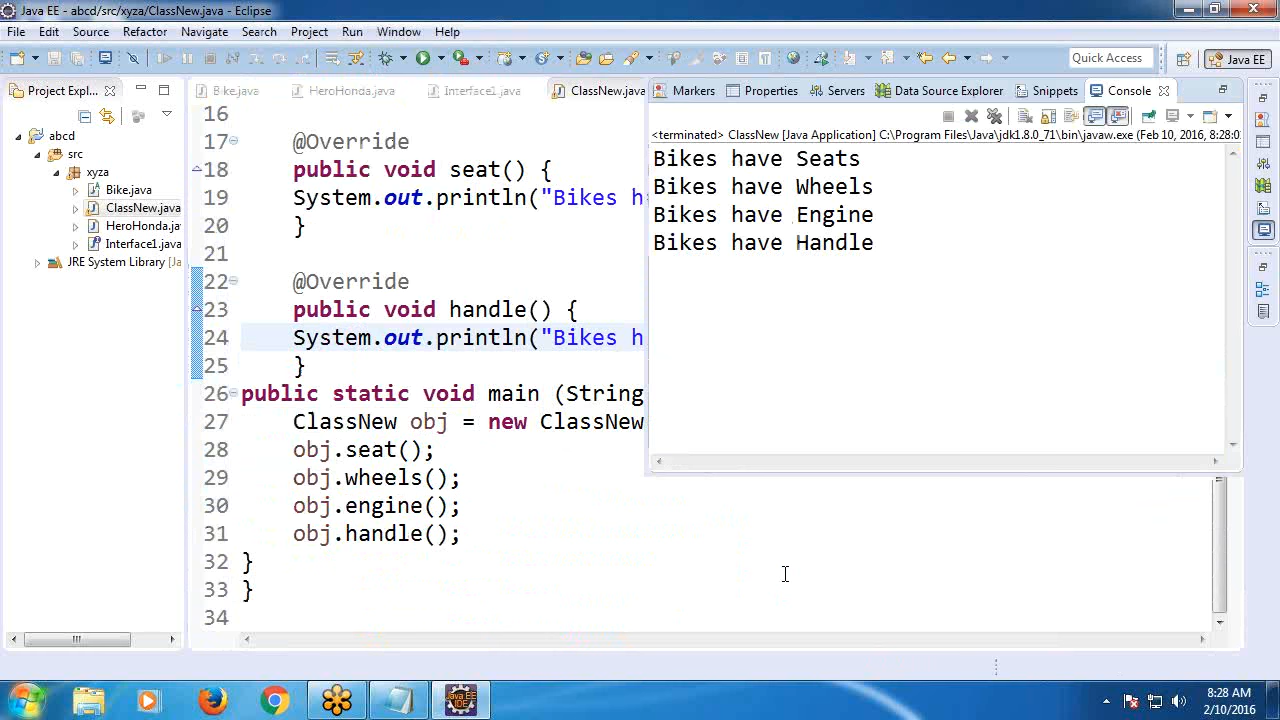 Java EE - abcd/src/xyza/ClassNew.java - Eclipse
File Edit Source Refactor Navigate Search Project Run Window Help
Quick Access
Java EE
Project Expl...
Bike.java
HeroHonda.java
Interface1.java
ClassNew.java
Markers
Properties
Servers
Data Source Explorer
Snippets
Console
<terminated> ClassNew [Java Application] C:\Program Files\Java\jdk1.8.0_71\bin\javaw.exe (Feb 10, 2016, 8:28:0
Bikes have Seats
Bikes have Wheels
Bikes have Engine
Bikes have Handle
abcd
src
xyza
Bike.java
ClassNew.java
HeroHonda.ja
Interface1.java
JRE System Library [Ja
16
17 @Override
18 public void seat() {
19 System.out.println("Bikes h
20 }
21
22 @Override
23 public void handle() {
24 System.out.println("Bikes h
25 }
26 public static void main (String
27 ClassNew obj = new ClassNew
28 obj.seat();
29 obj.wheels();
30 obj.engine();
31 obj.handle();
32 }
33 }
34
Java EE
IDE
8:28 AM
2/10/2016